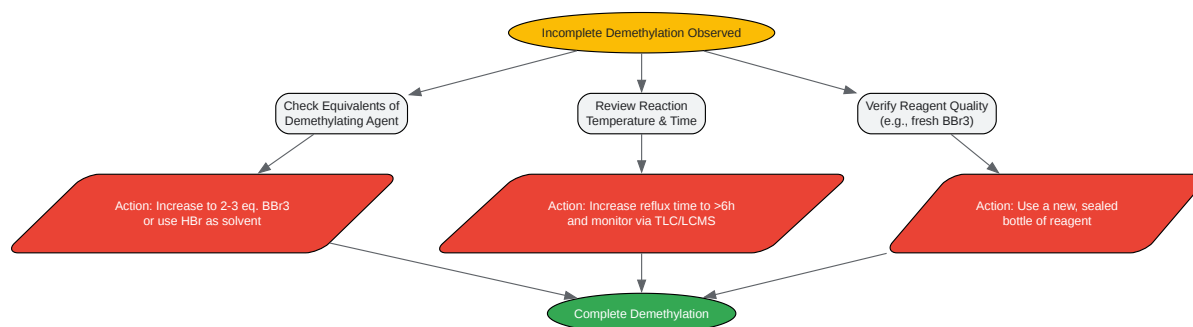 Incomplete Demethylation Observed
Check Equivalents of
Demethylating Agent
Review Reaction
Temperature & Time
Verify Reagent Quality
(e.g., fresh BBr3)
Action: Increase to 2-3 eq. BBr3
or use HBr as solvent
Action: Increase reflux time to >6h
and monitor via TLC/LCMS
Action: Use a new, sealed
bottle of reagent
Complete Demethylation